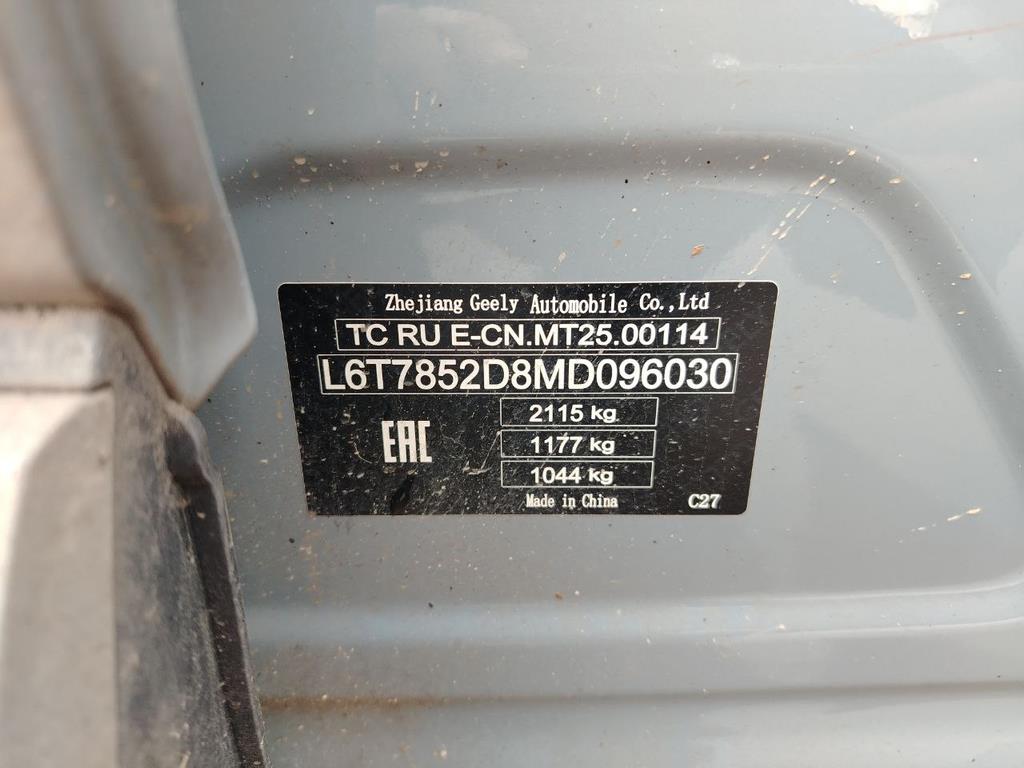 Zhejiang Geely Automobile Co.,Ltd
TC RU E-CN.MT25.00114
L6T7852D8MD096030
2115 kg
EAC
1177 kg
1044 kg
Made in China
C27